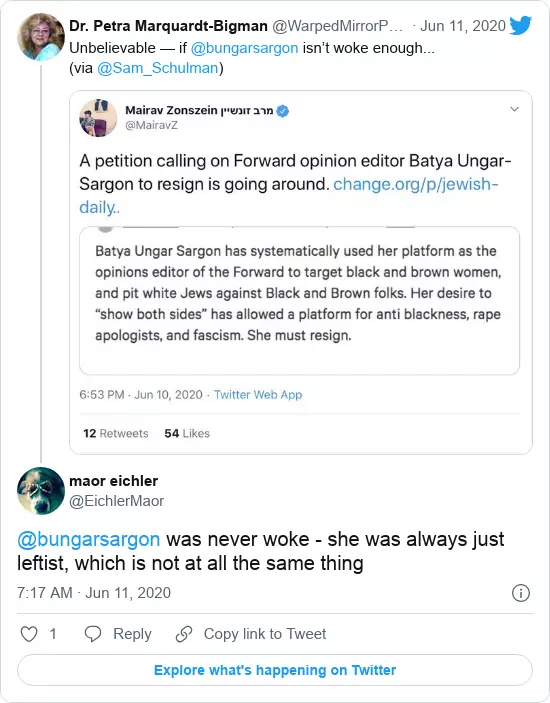 Dr. Petra Marquardt-Bigman @WarpedMirrorP... · Jun 11, 2020
Unbelievable — if @bungarsargon isn’t woke enough...
(via @Sam_Schulman)
Mairav Zonszein מרב זונשיין
@MairavZ
A petition calling on Forward opinion editor Batya Ungar-
Sargon to resign is going around. change.org/p/jewish-
daily..
Batya Ungar Sargon has systematically used her platform as the
opinions editor of the Forward to target black and brown women,
and pit white Jews against Black and Brown folks. Her desire to
“show both sides” has allowed a platform for anti blackness, rape
apologists, and fascism. She must resign.
6:53 PM · Jun 10, 2020 · Twitter Web App
12 Retweets 54 Likes
maor eichler
@EichlerMaor
@bungarsargon was never woke - she was always just
leftist, which is not at all the same thing
7:17 AM · Jun 11, 2020
1 Reply Copy link to Tweet
Explore what's happening on Twitter